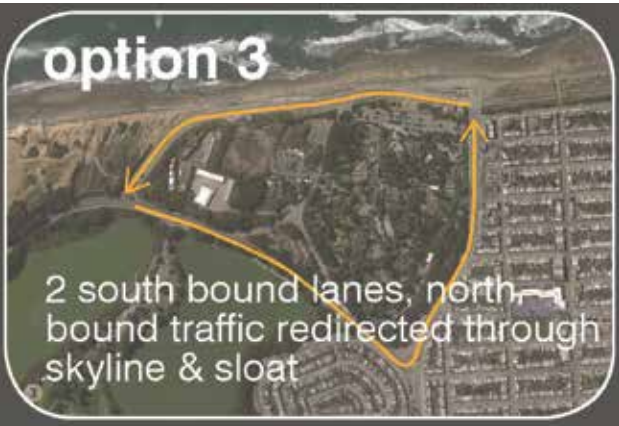 option 3
2 south bound lanes, north
bound traffic redirected through
skyline & sloat